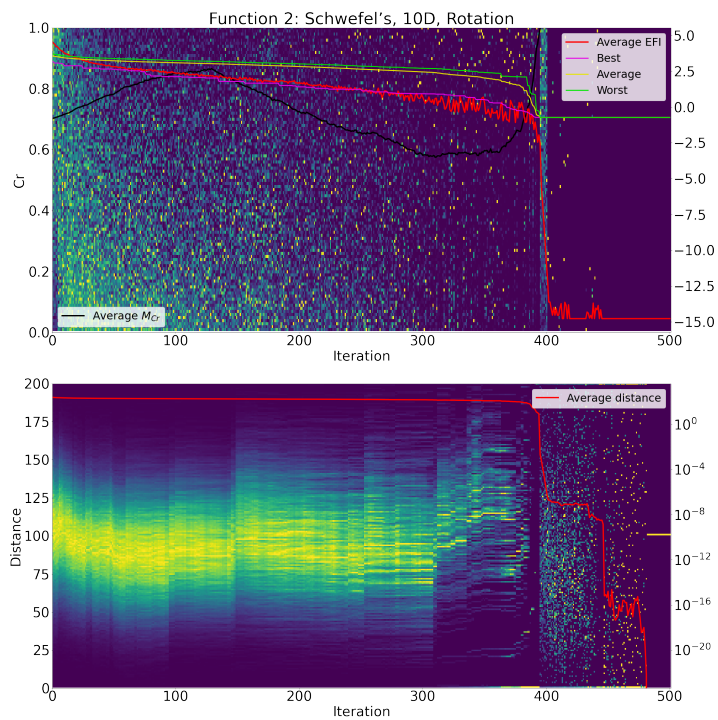 Function 2: Schwefel’s, 10D, Rotation
1.0
0.8
0.6
0.4
0.2
0.0
Cr
5.0
2.5
0.0
−2.5
−5.0
−7.5
−10.0
−12.5
−15.0
Average EFI
Best
Average
Worst
Average M_Cr
0 100 200 300 400 500
Iteration
200
175
150
125
100
75
50
25
0
Distance
10^0
10^−4
10^−8
10^−12
10^−16
10^−20
Average distance
0 100 200 300 400 500
Iteration